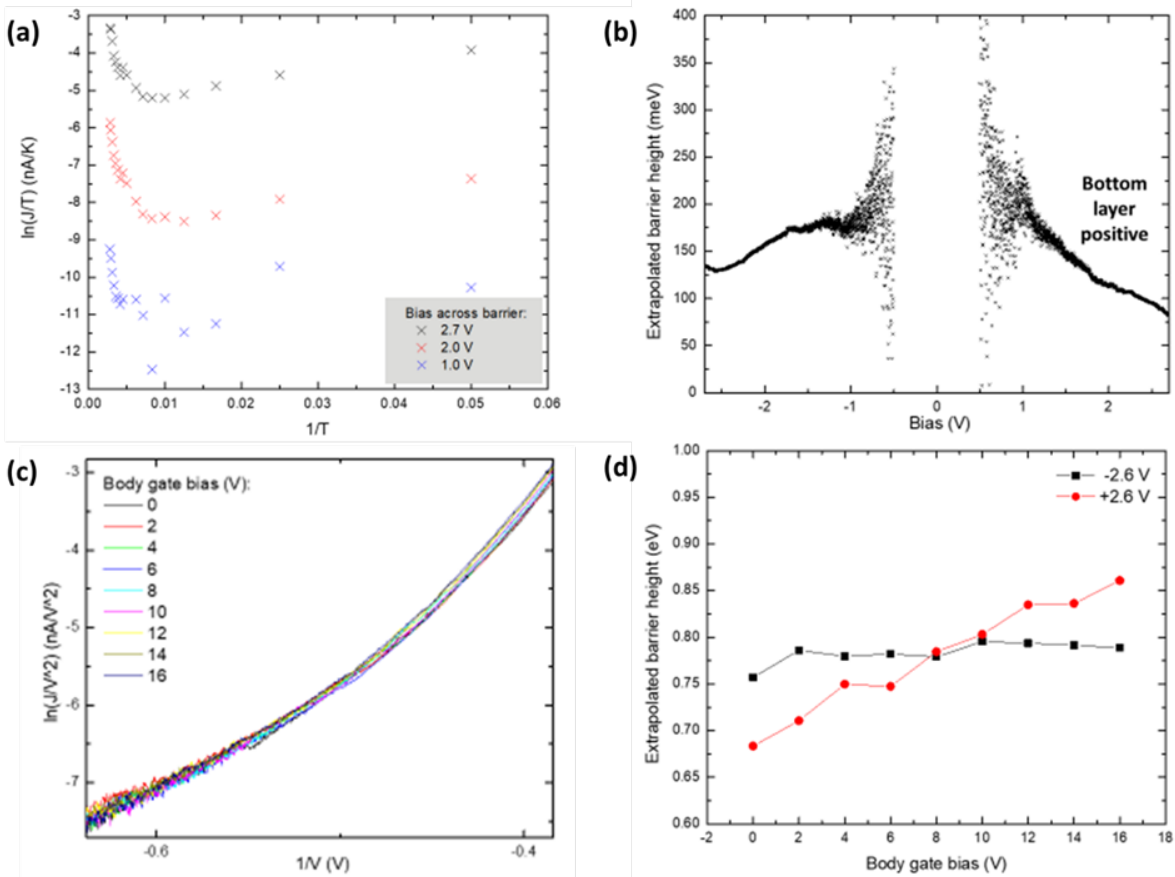 (a)
ln(J/T) (nA/K)
-3
-4
-5
-6
-7
-8
-9
-10
-11
-12
-13
0.00 0.01 0.02 0.03 0.04 0.05 0.06
1/T
Bias across barrier:
2.7 V
2.0 V
1.0 V
(b)
Extrapolated barrier height (meV)
400
350
300
250
200
150
100
50
0
-2 -1 0 1 2
Bias (V)
Bottom
layer
positive
(c)
ln(J/V^2) (nA/V^2)
-3
-4
-5
-6
-7
-0.6 -0.4
1/V (V)
Body gate bias (V):
0
2
4
6
8
10
12
14
16
(d)
Extrapolated barrier height (eV)
1.00
0.95
0.90
0.85
0.80
0.75
0.70
0.65
0.60
-2 0 2 4 6 8 10 12 14 16 18
Body gate bias (V)
-2.6 V
+2.6 V